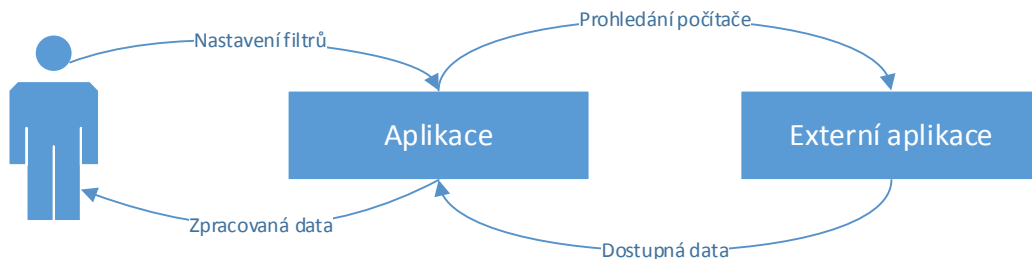 Prohledání počítače
Nastavení filtrů
Aplikace
Externí aplikace
Zpracovaná data
Dostupná data